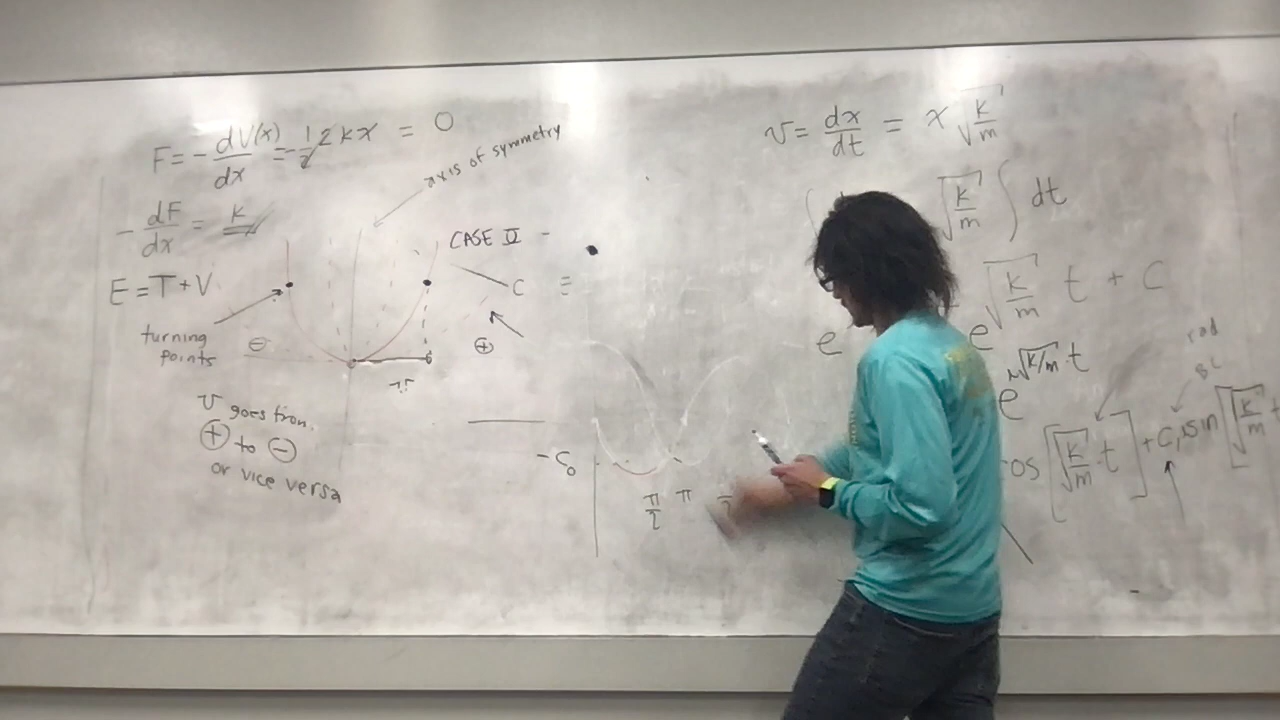 F = - dV(x)/dx = - 1/2 2kx = 0
axis of symmetry
- dF/dx = k
E = T + V
turning
points
⊖
v goes from
⊕ to ⊖
or vice versa
CASE II -
C ≡
⊕
-C₀
π/2 π
v = dx/dt = x √(k/m)
√(k/m) ∫ dt
√(k/m) t + C
e e
rad
BC
e √(k/m) t
cos [√(k/m) · t] + C₁ sin [√(k/m) t